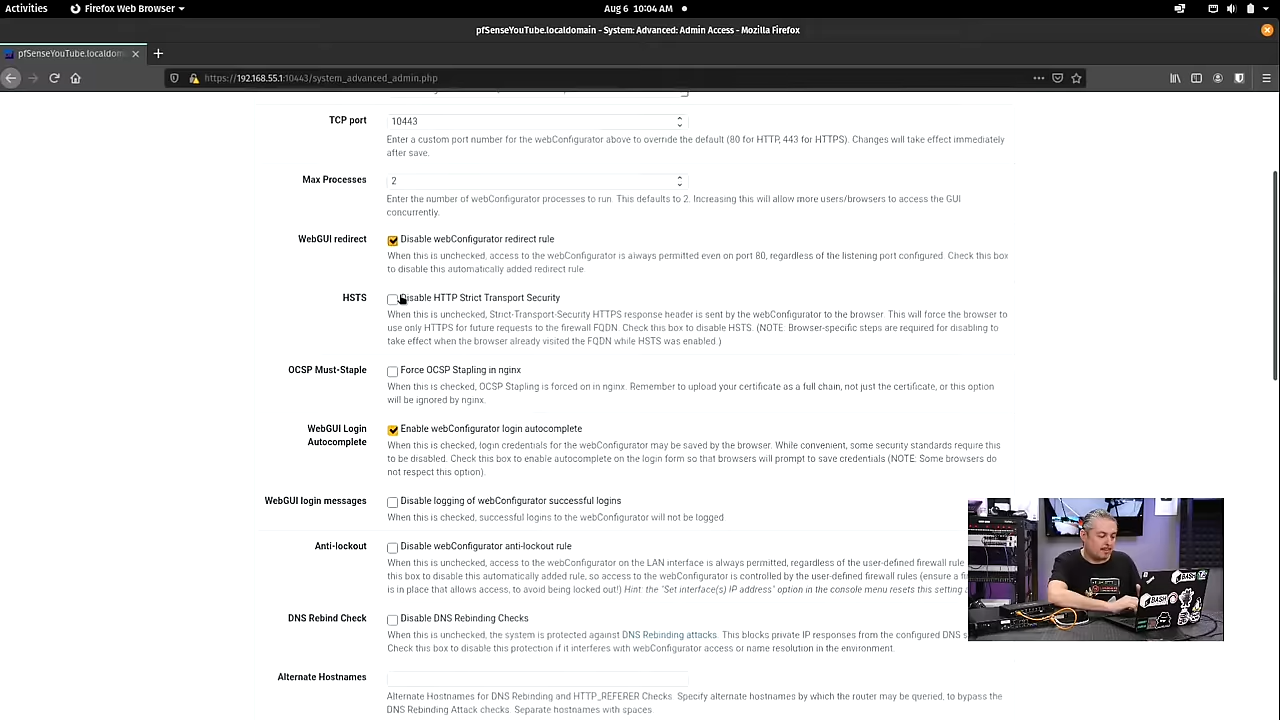 Activities
Firefox Web Browser
Aug 6 10:04 AM
pfSenseYouTube.localdomain - System: Advanced: Admin Access - Mozilla Firefox
pfSenseYouTube.localdom
https://192.168.55.1:10443/system_advanced_admin.php
TCP port
10443
Enter a custom port number for the webConfigurator above to override the default (80 for HTTP, 443 for HTTPS). Changes will take effect immediately
after save.
Max Processes
2
Enter the number of webConfigurator processes to run. This defaults to 2. Increasing this will allow more users/browsers to access the GUI
concurrently.
WebGUI redirect
Disable webConfigurator redirect rule
When this is unchecked, access to the webConfigurator is always permitted even on port 80, regardless of the listening port configured. Check this box
to disable this automatically added redirect rule.
HSTS
Disable HTTP Strict Transport Security
When this is unchecked, Strict-Transport-Security HTTPS response header is sent by the webConfigurator to the browser. This will force the browser to
use only HTTPS for future requests to the firewall FQDN. Check this box to disable HSTS. (NOTE: Browser-specific steps are required for disabling to
take effect when the browser already visited the FQDN while HSTS was enabled.)
OCSP Must-Staple
Force OCSP Stapling in nginx
When this is checked, OCSP Stapling is forced on in nginx. Remember to upload your certificate as a full chain, not just the certificate, or this option
will be ignored by nginx.
WebGUI Login
Autocomplete
Enable webConfigurator login autocomplete
When this is checked, login credentials for the webConfigurator may be saved by the browser. While convenient, some security standards require this
to be disabled. Check this box to enable autocomplete on the login form so that browsers will prompt to save credentials (NOTE: Some browsers do
not respect this option).
WebGUI login messages
Disable logging of webConfigurator successful logins
When this is checked, successful logins to the webConfigurator will not be logged.
Anti-lockout
Disable webConfigurator anti-lockout rule
When this is unchecked, access to the webConfigurator on the LAN interface is always permitted, regardless of the user-defined firewall rule
this box to disable this automatically added rule, so access to the webConfigurator is controlled by the user-defined firewall rules (ensure a fi
is in place that allows access, to avoid being locked out!) Hint: the "Set interface(s) IP address" option in the console menu resets this setting
DNS Rebind Check
Disable DNS Rebinding Checks
When this is unchecked, the system is protected against DNS Rebinding attacks. This blocks private IP responses from the configured DNS s
Check this box to disable this protection if it interferes with webConfigurator access or name resolution in the environment.
Alternate Hostnames
Alternate Hostnames for DNS Rebinding and HTTP_REFERER Checks. Specify alternate hostnames by which the router may be queried, to bypass the
DNS Rebinding Attack checks. Separate hostnames with spaces.
BASH
BASH